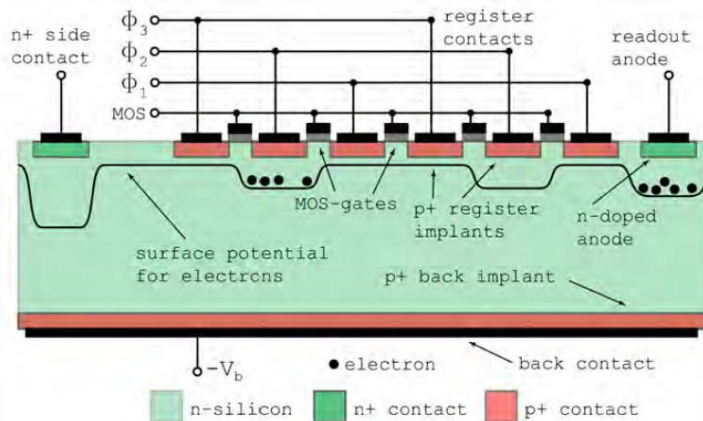 ϕ3
register
contacts
n+ side
contact
ϕ2
readout
anode
ϕ1
MOS
MOS-gates
p+ register
implants
n-doped
anode
surface potential
for electrons
p+ back implant
-Vb
electron
back contact
n-silicon
n+ contact
p+ contact